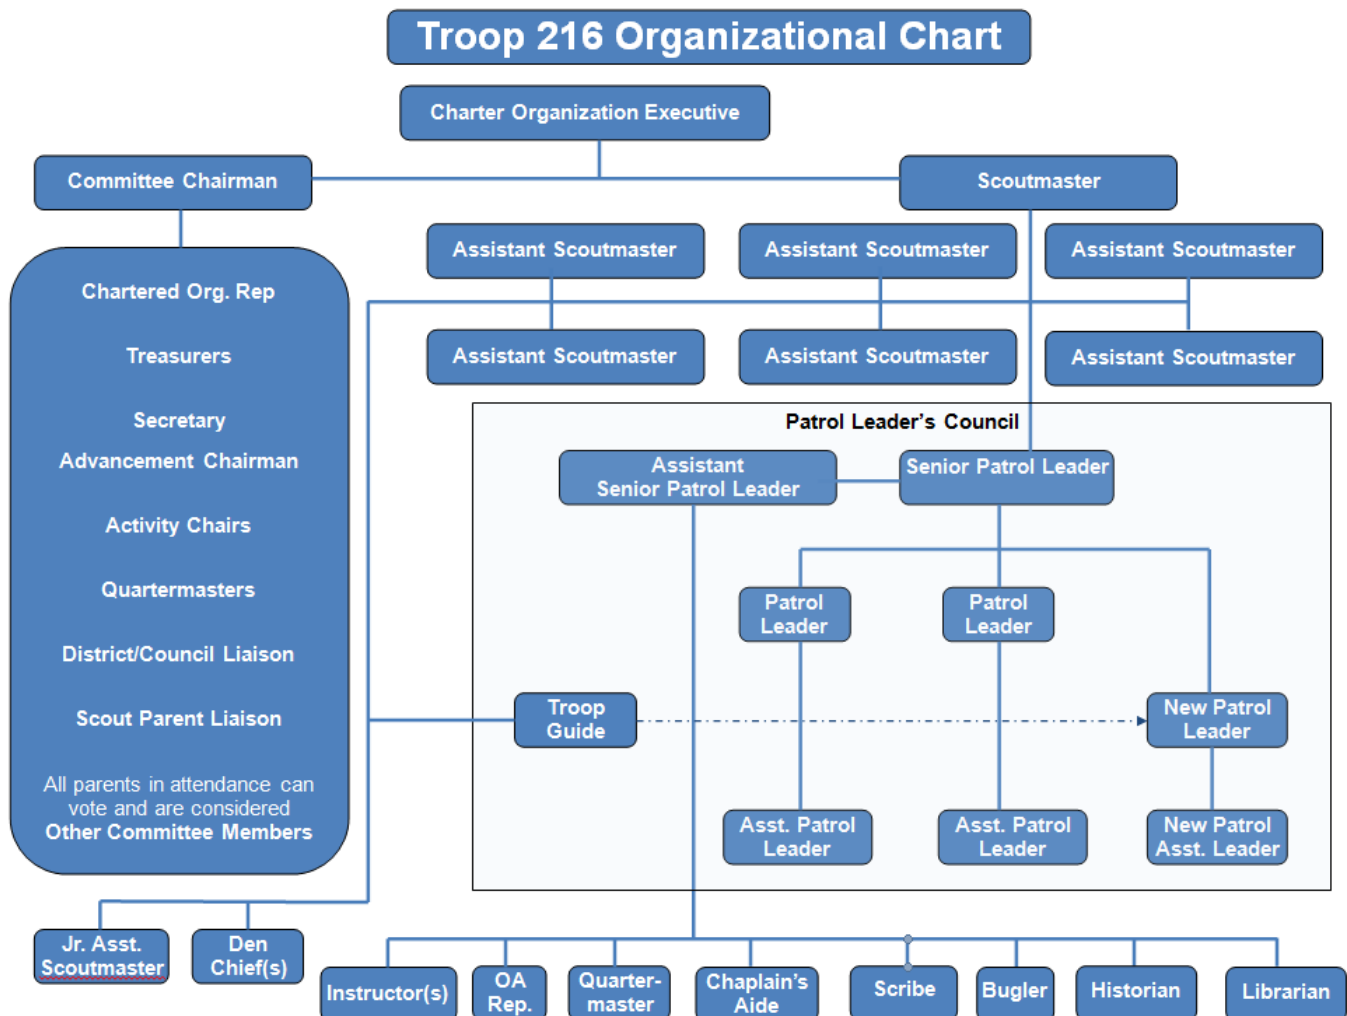 Troop 216 Organizational Chart
Charter Organization Executive
Committee Chairman
Scoutmaster
Assistant Scoutmaster
Assistant Scoutmaster
Assistant Scoutmaster
Assistant Scoutmaster
Assistant Scoutmaster
Assistant Scoutmaster
Chartered Org. Rep
Treasurers
Secretary
Advancement Chairman
Activity Chairs
Quartermasters
District/Council Liaison
Scout Parent Liaison
All parents in attendance can
vote and are considered
Other Committee Members
Patrol Leader’s Council
Assistant
Senior Patrol Leader
Senior Patrol Leader
Patrol
Leader
Patrol
Leader
Troop
Guide
New Patrol
Leader
Asst. Patrol
Leader
Asst. Patrol
Leader
New Patrol
Asst. Leader
Jr. Asst.
Scoutmaster
Den
Chief(s)
Instructor(s)
OA
Rep.
Quarter-
master
Chaplain’s
Aide
Scribe
Bugler
Historian
Librarian